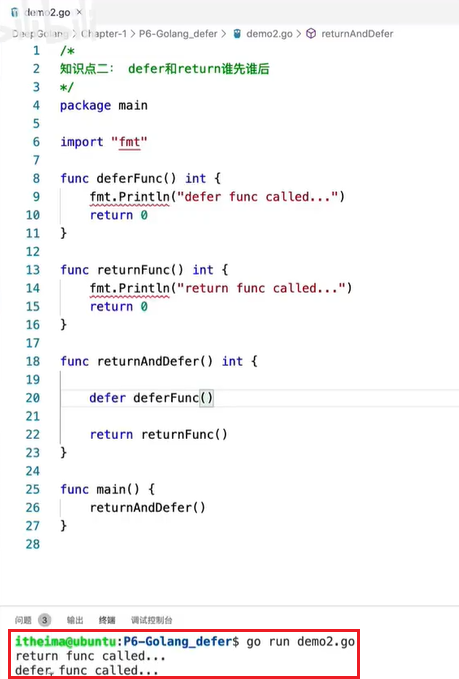 demo2.go ×
DeepGolang > Chapter-1 > P6-Golang_defer > demo2.go > returnAndDefer
1 /*
2 知识点二： defer和return谁先谁后
3 */
4 package main
5
6 import "fmt"
7
8 func deferFunc() int {
9 fmt.Println("defer func called...")
10 return 0
11 }
12
13 func returnFunc() int {
14 fmt.Println("return func called...")
15 return 0
16 }
17
18 func returnAndDefer() int {
19
20 defer deferFunc()
21
22 return returnFunc()
23 }
24
25 func main() {
26 returnAndDefer()
27 }
28
问题 3 输出 终端 调试控制台
itheima@ubuntu:P6-Golang_defer$ go run demo2.go
return func called...
defer func called...